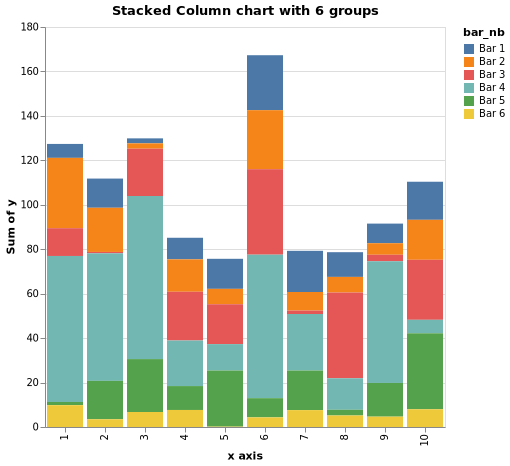 Stacked Column chart with 6 groups
bar_nb
Bar 1
Bar 2
Bar 3
Bar 4
Bar 5
Bar 6
Sum of y
180
160
140
120
100
80
60
40
20
0
1 2 3 4 5 6 7 8 9 10
x axis